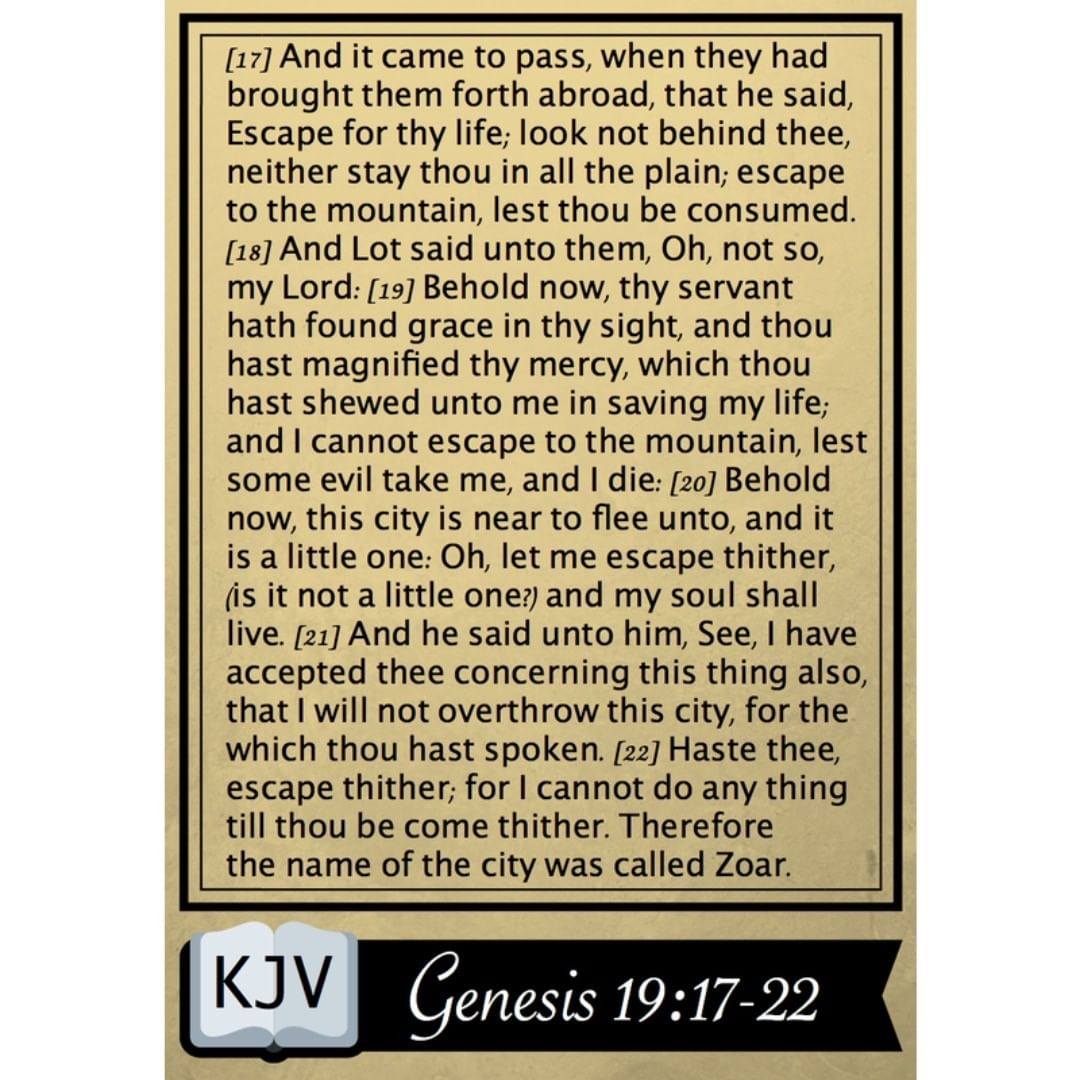 [17] And it came to pass, when they had
brought them forth abroad, that he said,
Escape for thy life; look not behind thee,
neither stay thou in all the plain; escape
to the mountain, lest thou be consumed.
[18] And Lot said unto them, Oh, not so,
my Lord: [19] Behold now, thy servant
hath found grace in thy sight, and thou
hast magnified thy mercy, which thou
hast shewed unto me in saving my life;
and I cannot escape to the mountain, lest
some evil take me, and I die: [20] Behold
now, this city is near to flee unto, and it
is a little one: Oh, let me escape thither,
(is it not a little one?) and my soul shall
live. [21] And he said unto him, See, I have
accepted thee concerning this thing also,
that I will not overthrow this city, for the
which thou hast spoken. [22] Haste thee,
escape thither; for I cannot do any thing
till thou be come thither. Therefore
the name of the city was called Zoar.
KJV
Genesis 19:17-22